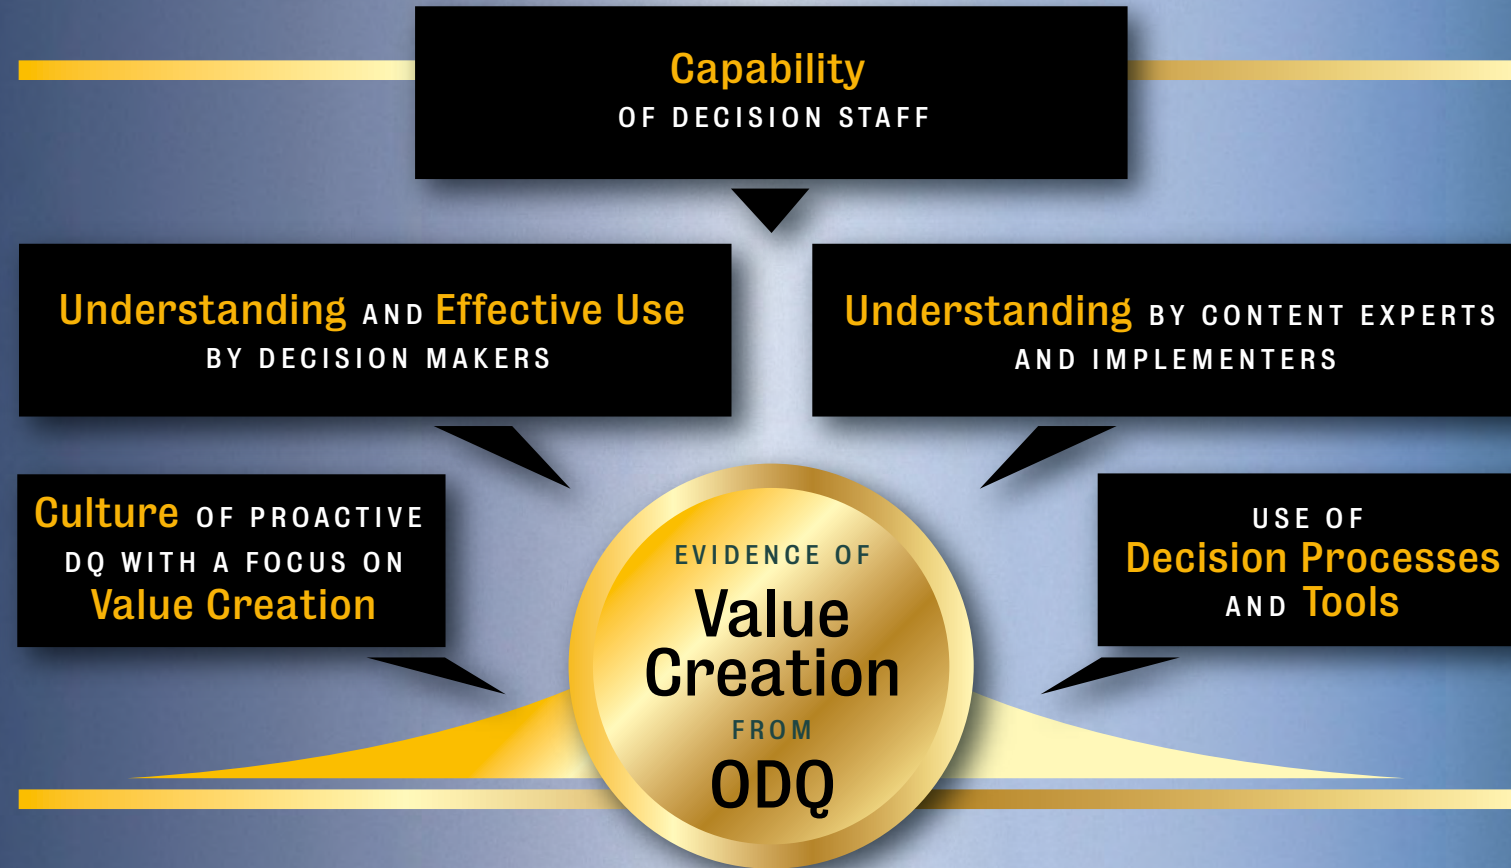 Capability
OF DECISION STAFF
Understanding AND Effective Use
BY DECISION MAKERS
Understanding BY CONTENT EXPERTS
AND IMPLEMENTERS
Culture OF PROACTIVE
DQ WITH A FOCUS ON
Value Creation
USE OF
Decision Processes
AND Tools
EVIDENCE OF
Value
Creation
FROM
ODQ